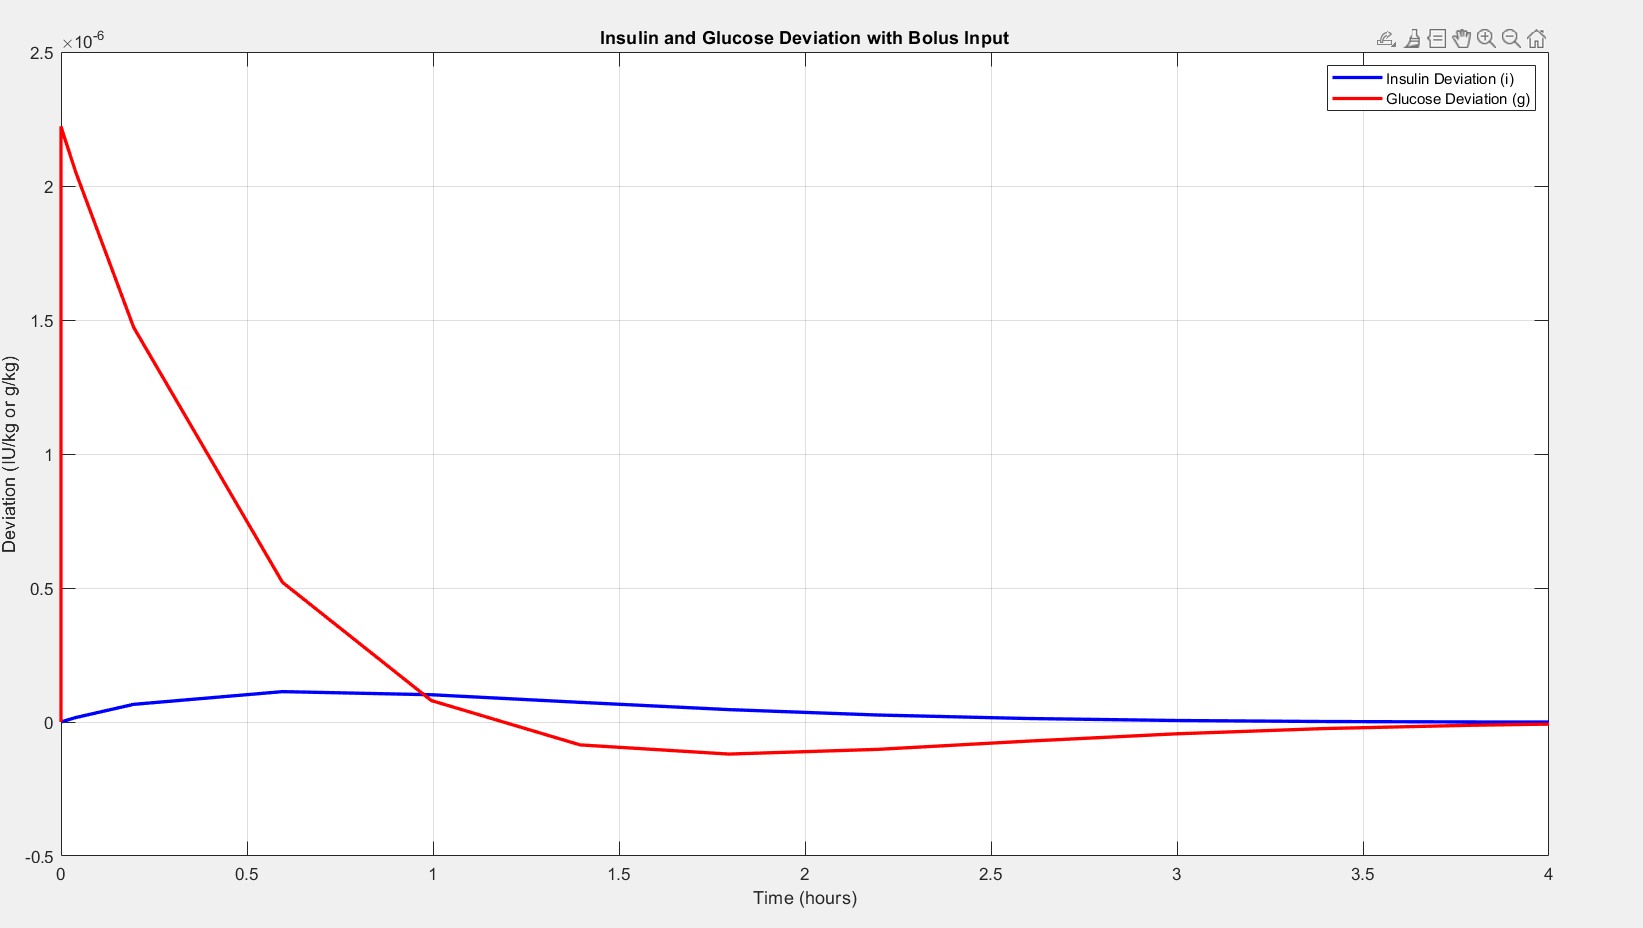 Insulin and Glucose Deviation with Bolus Input
×10-6
2.5
2
1.5
1
0.5
0
-0.5
Deviation (IU/kg or g/kg)
Insulin Deviation (i)
Glucose Deviation (g)
0 0.5 1 1.5 2 2.5 3 3.5 4
Time (hours)